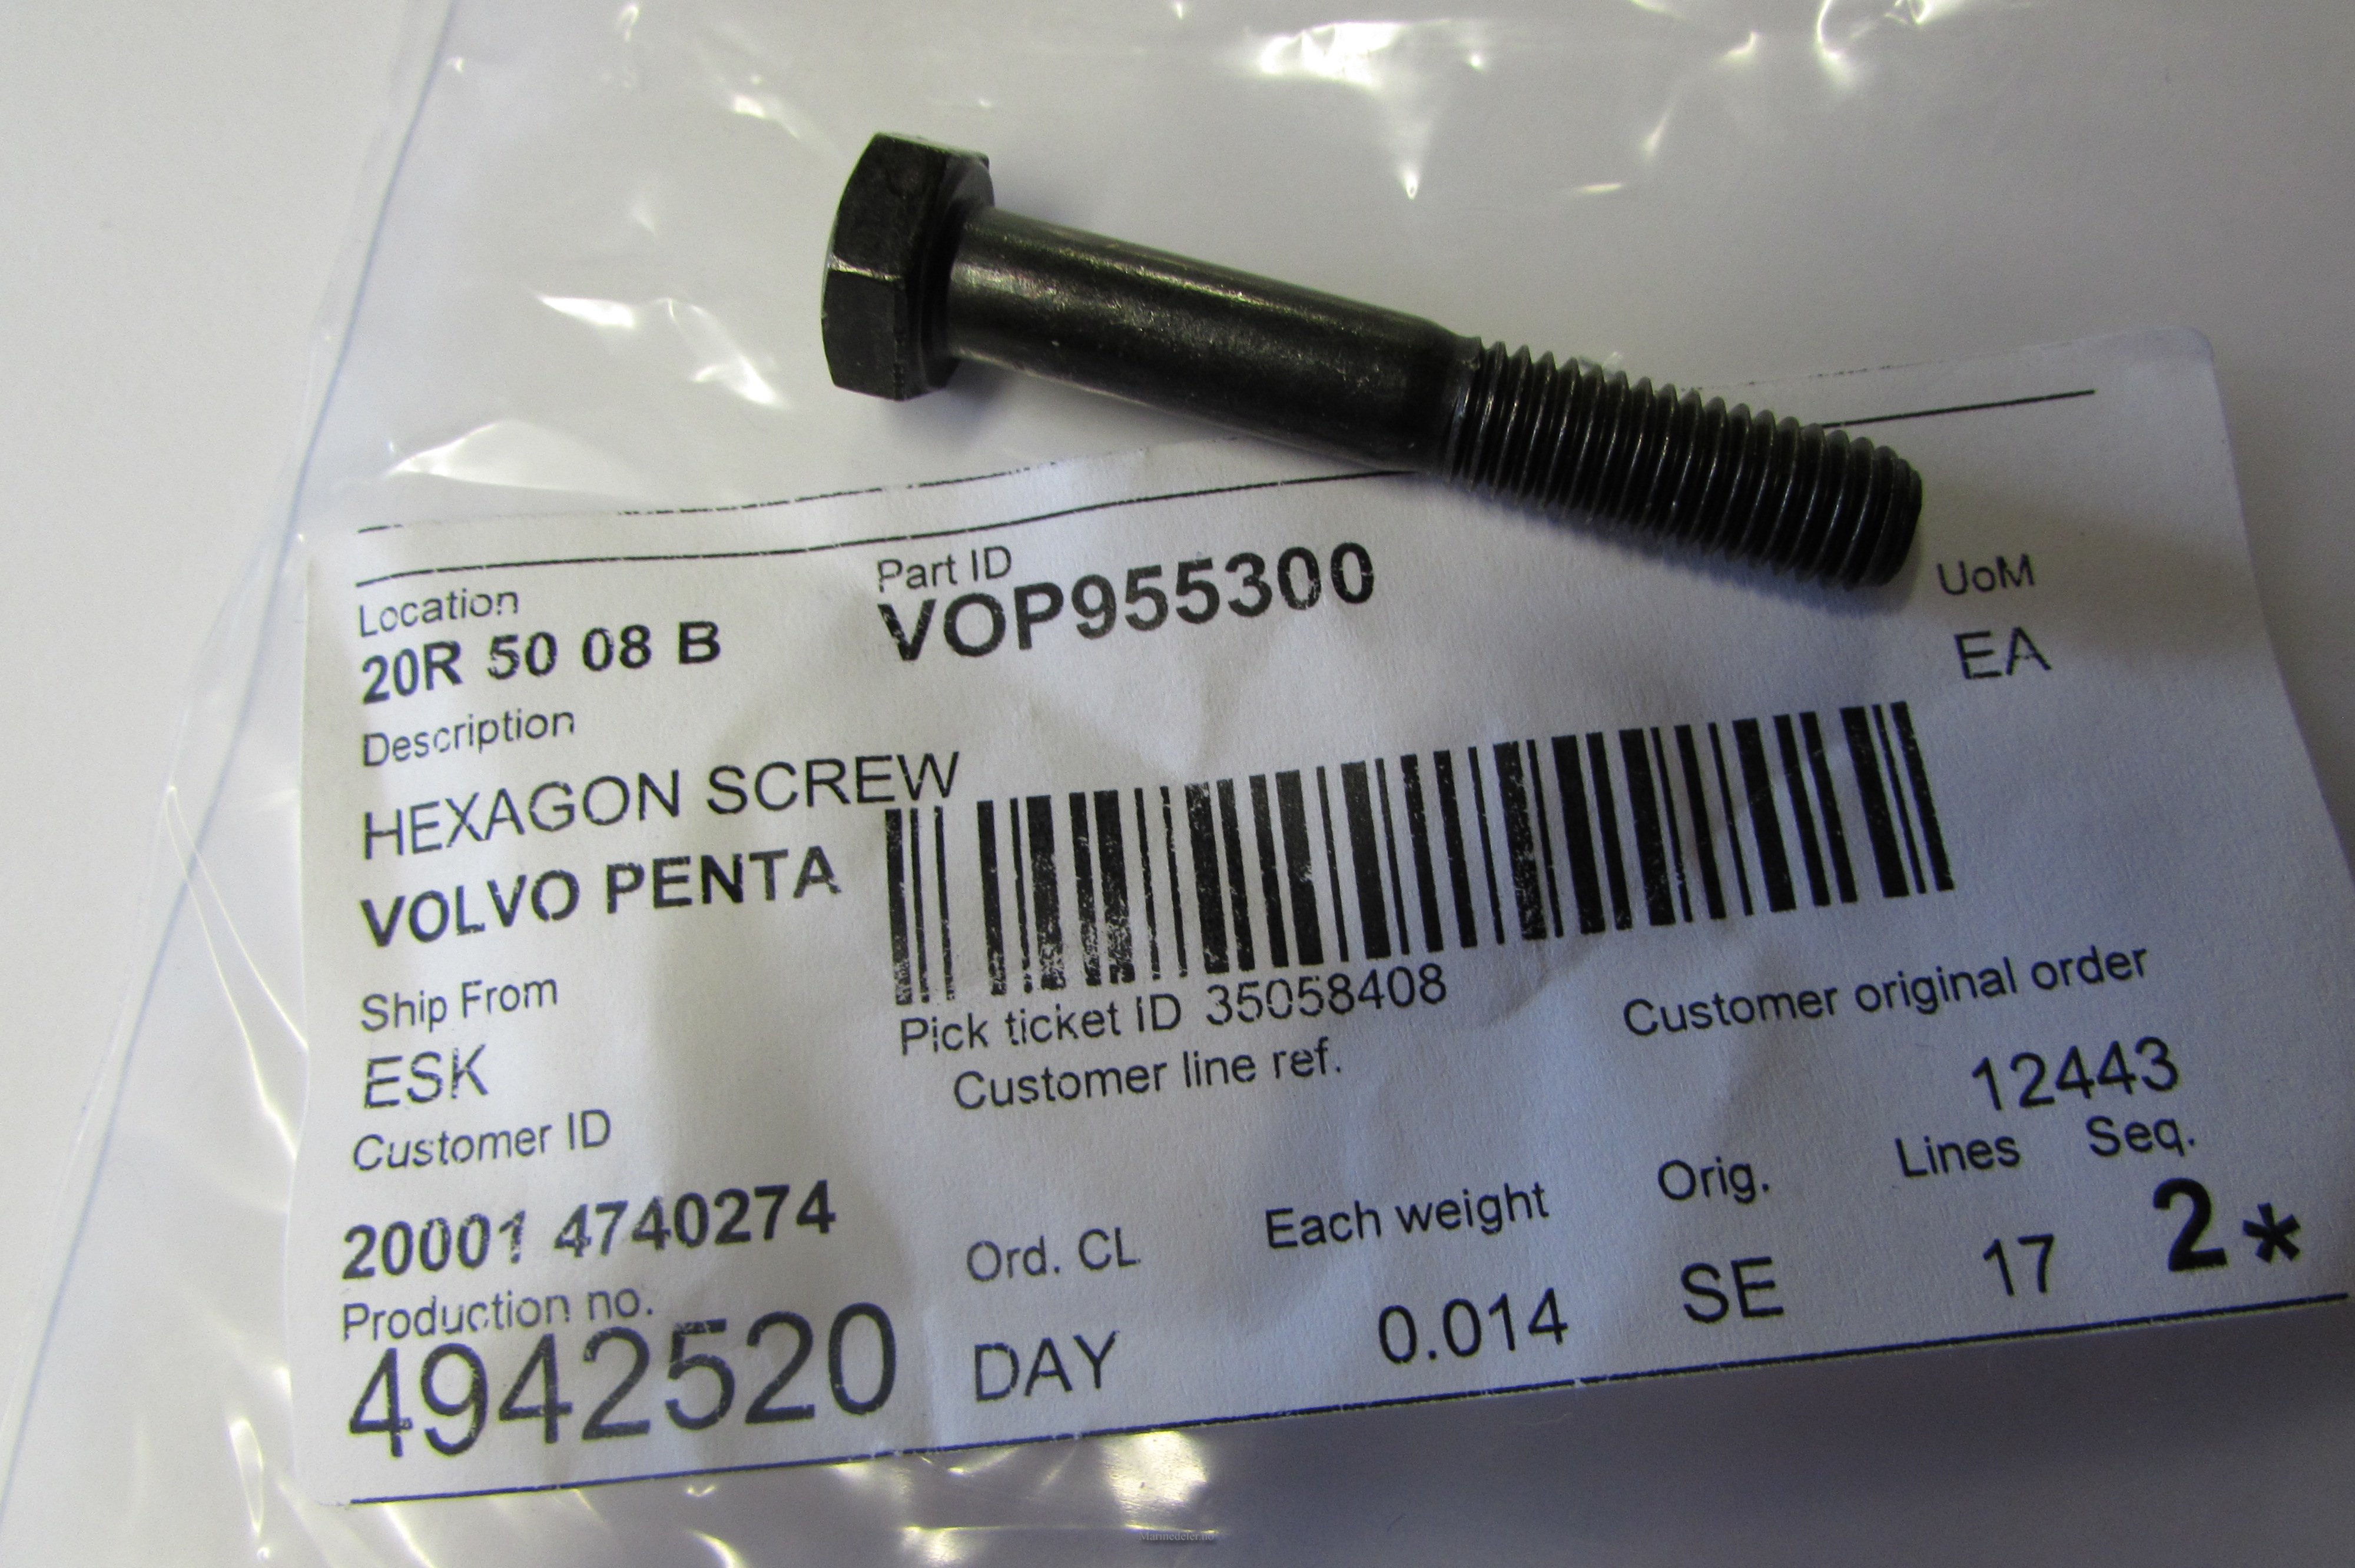 Location
20R 50 08 B
Part ID
VOP955300
UoM
EA
Description
HEXAGON SCREW
VOLVO PENTA
Pick ticket ID 35058408
Ship From
ESK
Customer line ref.
Customer original order
12443
Customer ID
20001 4740274
Ord. CL
DAY
Each weight
0.014
Orig.
SE
Lines
17
Seq.
2*
Production no.
4942520